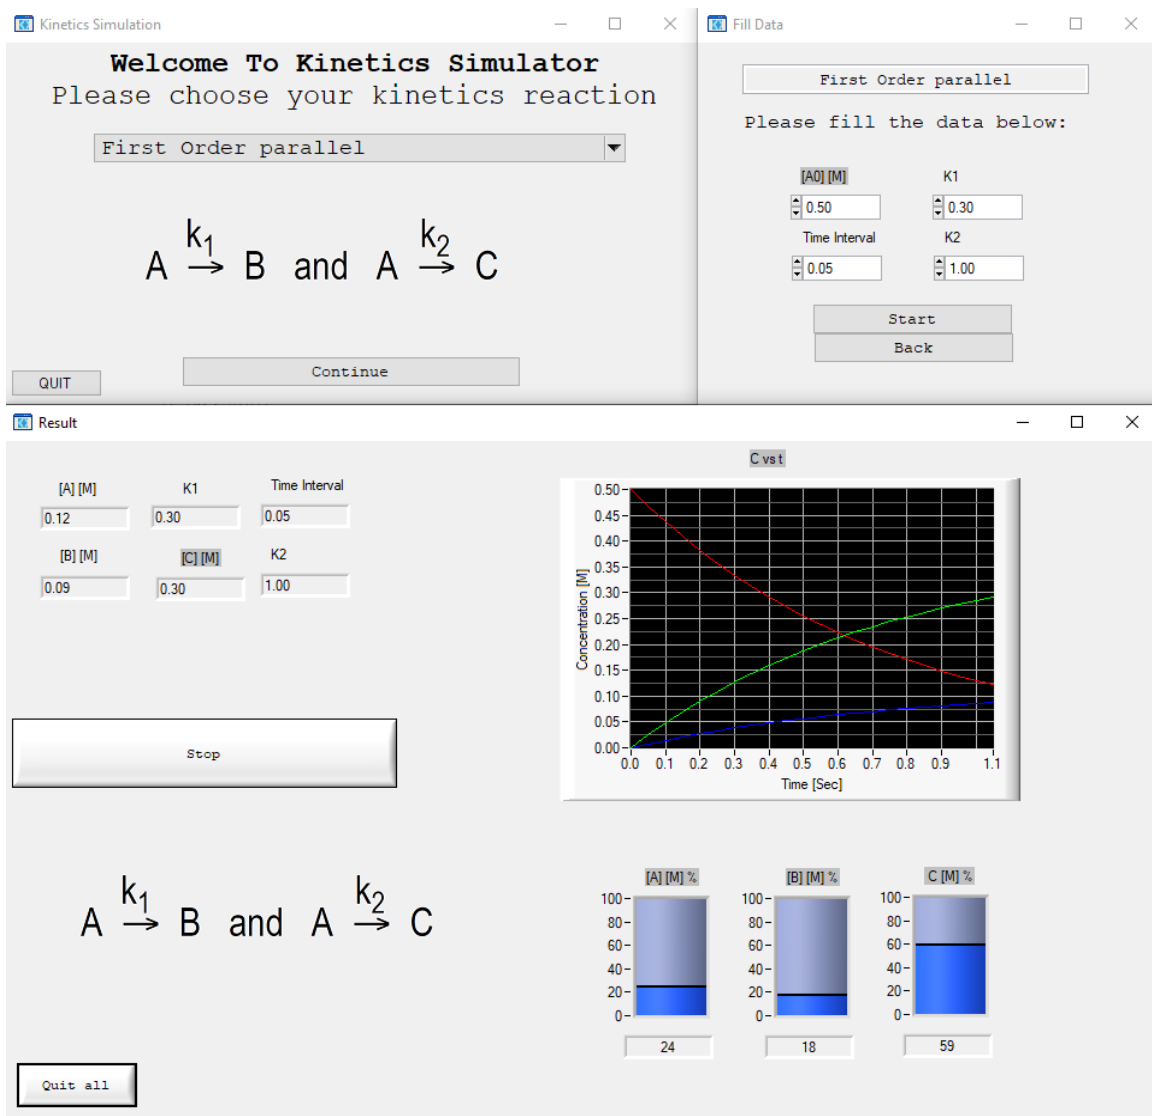 Kinetics Simulation
Welcome To Kinetics Simulator
Please choose your kinetics reaction
First Order parallel
A k1 → B and A k2 → C
Continue
QUIT
Fill Data
First Order parallel
Please fill the data below:
[A0] [M] K1
0.50 0.30
Time Interval K2
0.05 1.00
Start
Back
Result
[A] [M] K1 Time Interval
0.12 0.30 0.05
[B] [M] [C] [M] K2
0.09 0.30 1.00
Stop
A k1 → B and A k2 → C
Quit all
C vs t
Concentration [M]
0.50
0.45
0.40
0.35
0.30
0.25
0.20
0.15
0.10
0.05
0.00
0.0 0.1 0.2 0.3 0.4 0.5 0.6 0.7 0.8 0.9 1.1
Time [Sec]
[A] [M] % [B] [M] % C [M] %
100 100 100
80 80 80
60 60 60
40 40 40
20 20 20
0 0 0
24 18 59